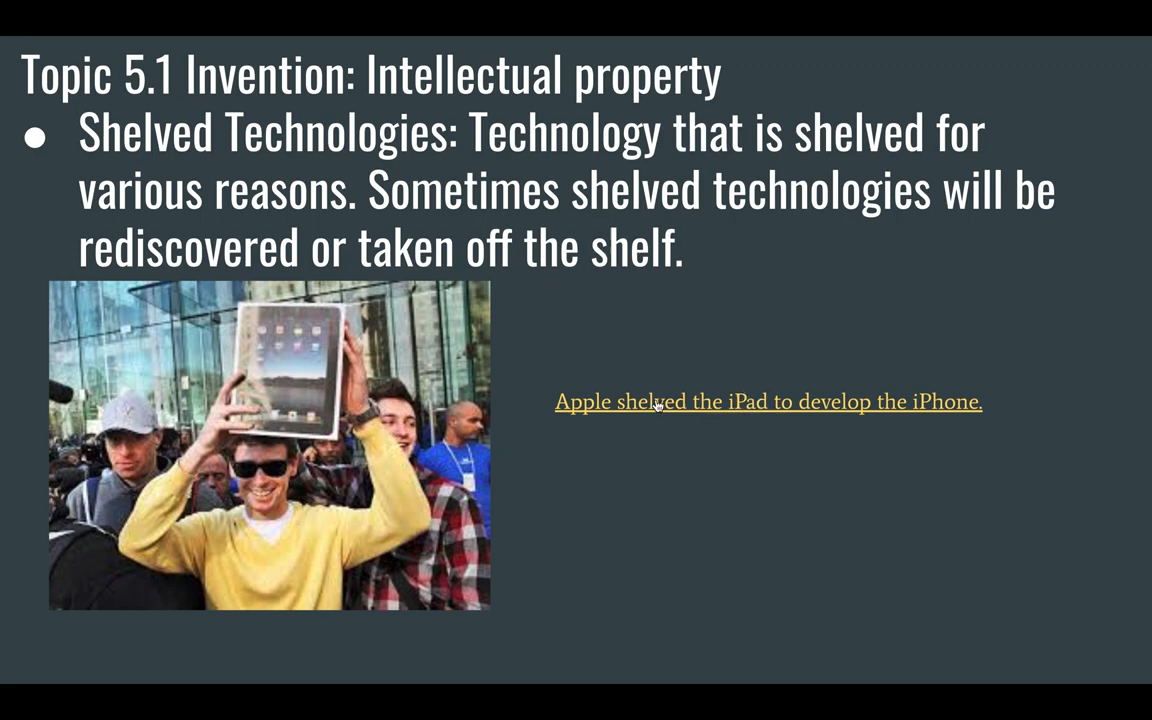 Topic 5.1 Invention: Intellectual property
● Shelved Technologies: Technology that is shelved for
various reasons. Sometimes shelved technologies will be
rediscovered or taken off the shelf.
Apple shelved the iPad to develop the iPhone.